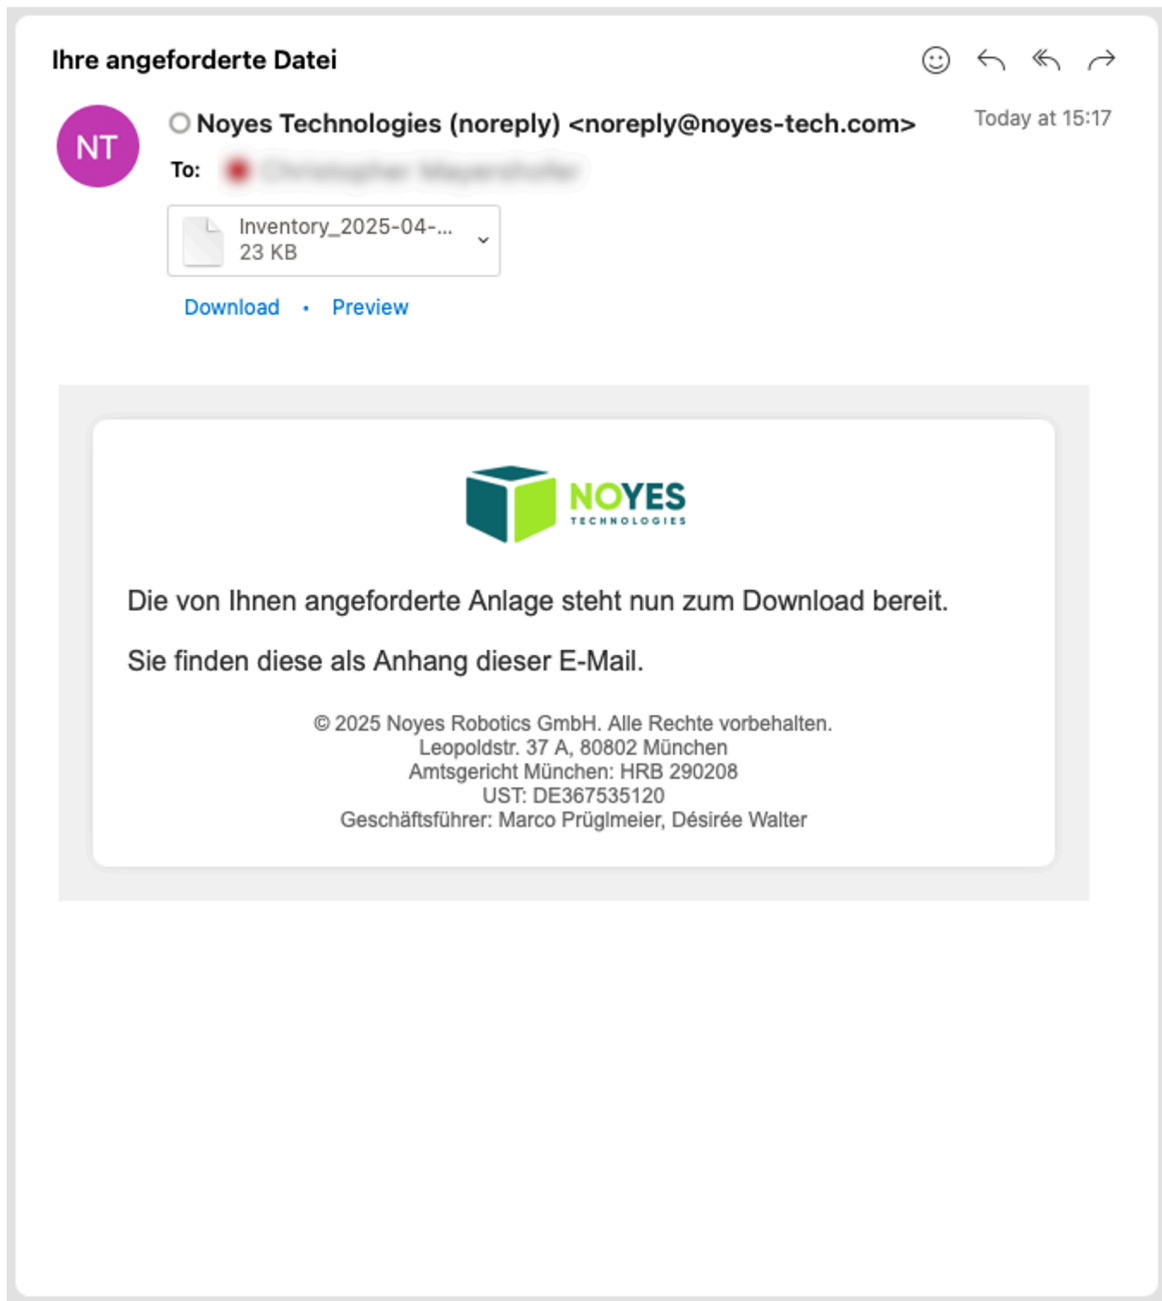 Ihre angeforderte Datei
NT
Noyes Technologies (noreply) <noreply@noyes-tech.com>
Today at 15:17
To:
Inventory_2025-04-...
23 KB
Download • Preview
NOYES
TECHNOLOGIES
Die von Ihnen angeforderte Anlage steht nun zum Download bereit.
Sie finden diese als Anhang dieser E-Mail.
© 2025 Noyes Robotics GmbH. Alle Rechte vorbehalten.
Leopoldstr. 37 A, 80802 München
Amtsgericht München: HRB 290208
UST: DE367535120
Geschäftsführer: Marco Prüglmeier, Désirée Walter